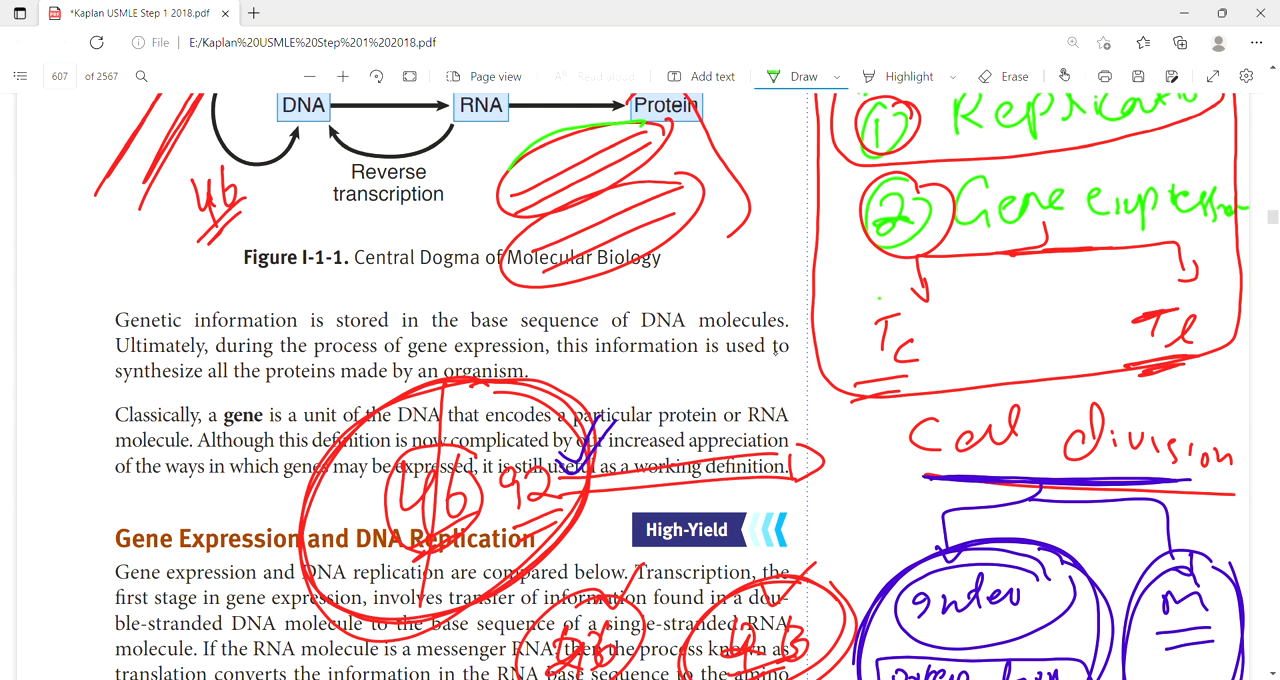 *Kaplan USMLE Step 1 2018.pdf
File E:/Kaplan%20USMLE%20Step%201%202018.pdf
607 of 2567 Page view Read aloud Add text Draw Highlight Erase
DNA RNA Protein
Reverse
transcription
46
Figure I-1-1. Central Dogma of Molecular Biology
Genetic information is stored in the base sequence of DNA molecules.
Ultimately, during the process of gene expression, this information is used to
synthesize all the proteins made by an organism.
Classically, a gene is a unit of the DNA that encodes a particular protein or RNA
molecule. Although this definition is now complicated by our increased appreciation
of the ways in which genes may be expressed, it is still useful as a working definition.
46 92
Gene Expression and DNA Replication
High-Yield
Gene expression and DNA replication are compared below. Transcription, the
first stage in gene expression, involves transfer of information found in a dou-
ble-stranded DNA molecule to the base sequence of a single-stranded RNA
molecule. If the RNA molecule is a messenger RNA, then the process known as
translation converts the information in the RNA base sequence to the amino
1 Replication
2 Gene expression
Tc Tl
Cell division
Inter M